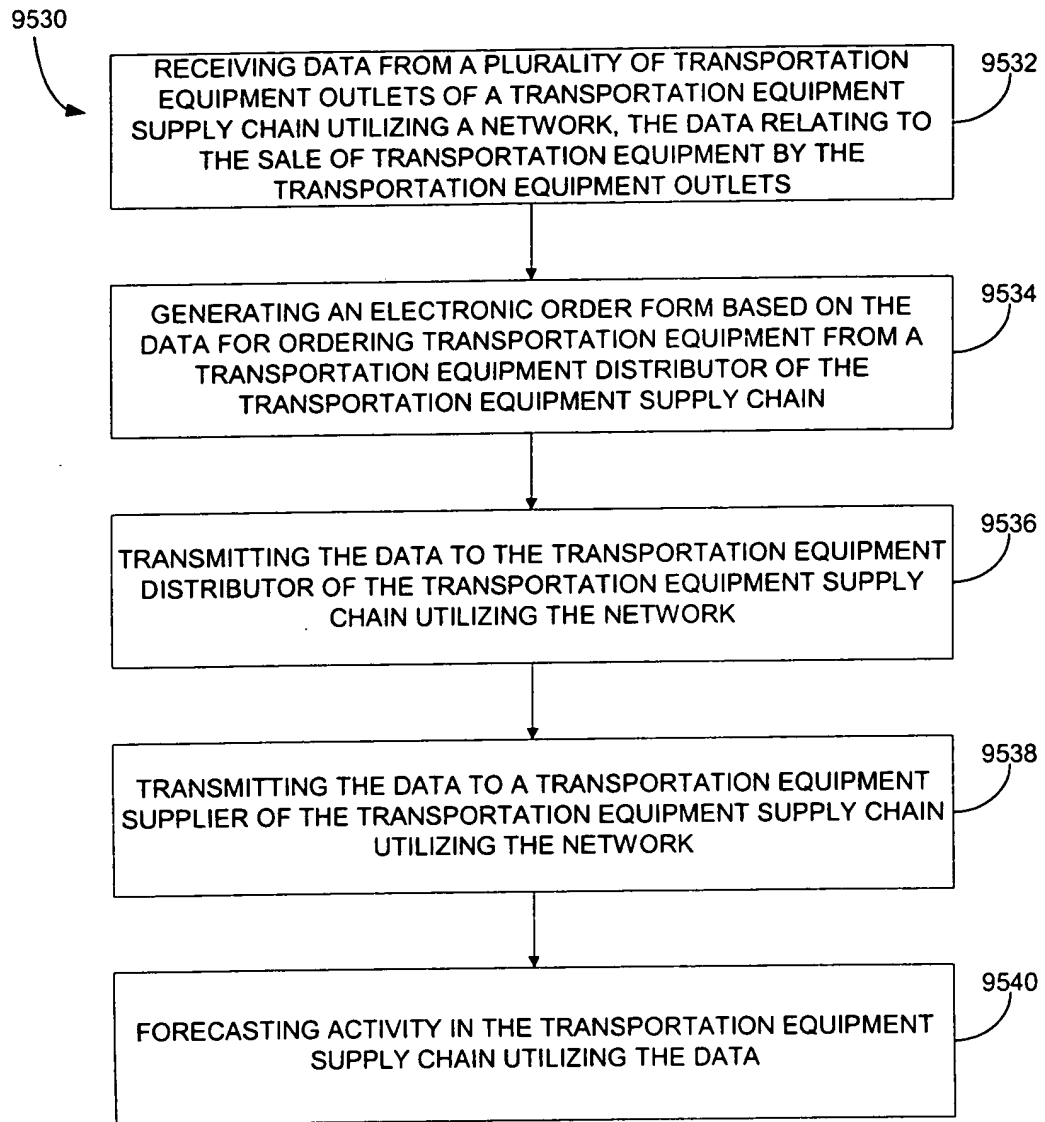 9530
RECEIVING DATA FROM A PLURALITY OF TRANSPORTATION
EQUIPMENT OUTLETS OF A TRANSPORTATION EQUIPMENT
SUPPLY CHAIN UTILIZING A NETWORK, THE DATA RELATING TO
THE SALE OF TRANSPORTATION EQUIPMENT BY THE
TRANSPORTATION EQUIPMENT OUTLETS
9532
GENERATING AN ELECTRONIC ORDER FORM BASED ON THE
DATA FOR ORDERING TRANSPORTATION EQUIPMENT FROM A
TRANSPORTATION EQUIPMENT DISTRIBUTOR OF THE
TRANSPORTATION EQUIPMENT SUPPLY CHAIN
9534
TRANSMITTING THE DATA TO THE TRANSPORTATION EQUIPMENT
DISTRIBUTOR OF THE TRANSPORTATION EQUIPMENT SUPPLY
CHAIN UTILIZING THE NETWORK
9536
TRANSMITTING THE DATA TO A TRANSPORTATION EQUIPMENT
SUPPLIER OF THE TRANSPORTATION EQUIPMENT SUPPLY CHAIN
UTILIZING THE NETWORK
9538
FORECASTING ACTIVITY IN THE TRANSPORTATION EQUIPMENT
SUPPLY CHAIN UTILIZING THE DATA
9540